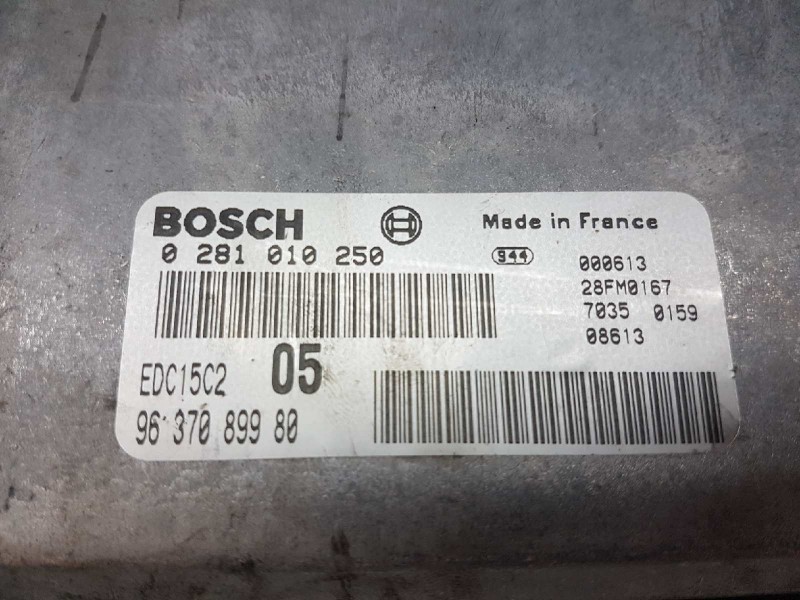 BOSCH
Made in France
0 281 010 250
944
000613
28FM0167
7035 0159
08613
EDC15C2 05
96 370 899 80